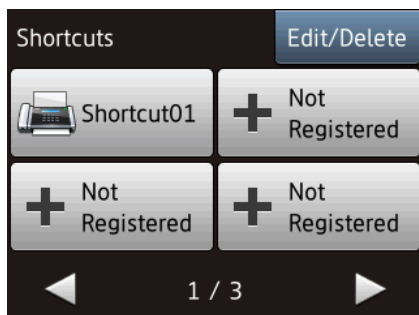 Shortcuts
Edit/Delete
Shortcut01
Not
Registered
Not
Registered
Not
Registered
1 / 3